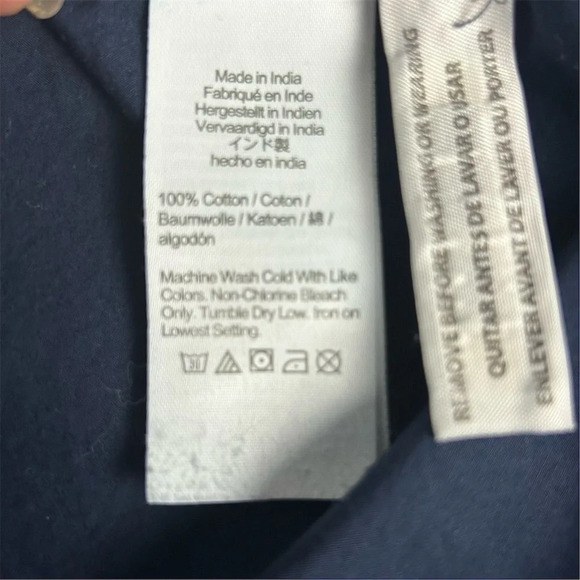 Made in India
Fabriqué en Inde
Hergestellt in Indien
Vervaardigd in India
インド製
hecho en india
100% Cotton / Coton /
Baumwolle / Katoen / 綿 /
algodón
Machine Wash Cold With Like
Colors. Non-Chlorine Bleach
Only. Tumble Dry Low. Iron on
Lowest Setting.
30
REMOVE BEFORE WASHING OR WEARING
QUITAR ANTES DE LAVAR O USAR
ENLEVER AVANT DE LAVER OU PORTER